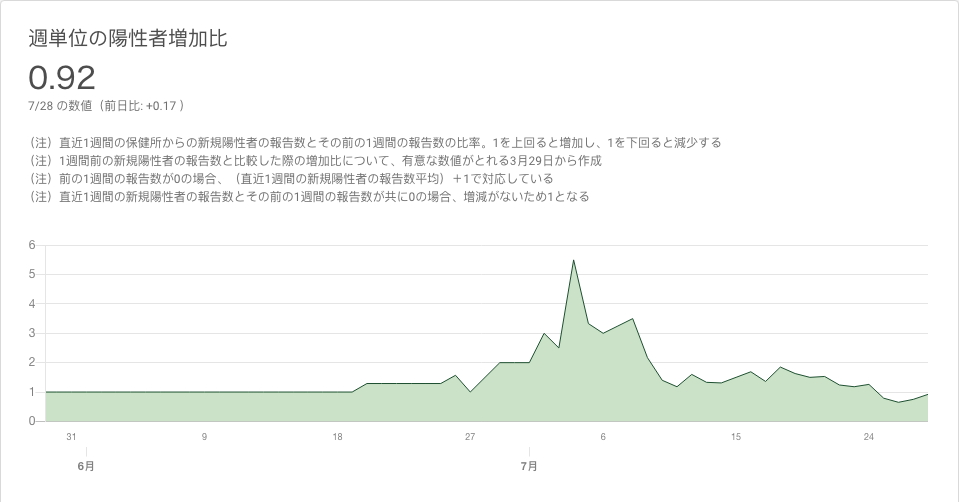 週単位の陽性者増加比
0.92
7/28 の数値（前日比: +0.17 ）
（注）直近1週間の保健所からの新規陽性者の報告数とその前の1週間の報告数の比率。1を上回ると増加し、1を下回ると減少する
（注）1週間前の新規陽性者の報告数と比較した際の増加比について、有意な数値がとれる3月29日から作成
（注）前の1週間の報告数が0の場合、（直近1週間の新規陽性者の報告数平均）＋1で対応している
（注）直近1週間の新規陽性者の報告数とその前の1週間の報告数が共に0の場合、増減がないため1となる
6
5
4
3
2
1
0
31 9 18 27 6 15 24
6月 7月